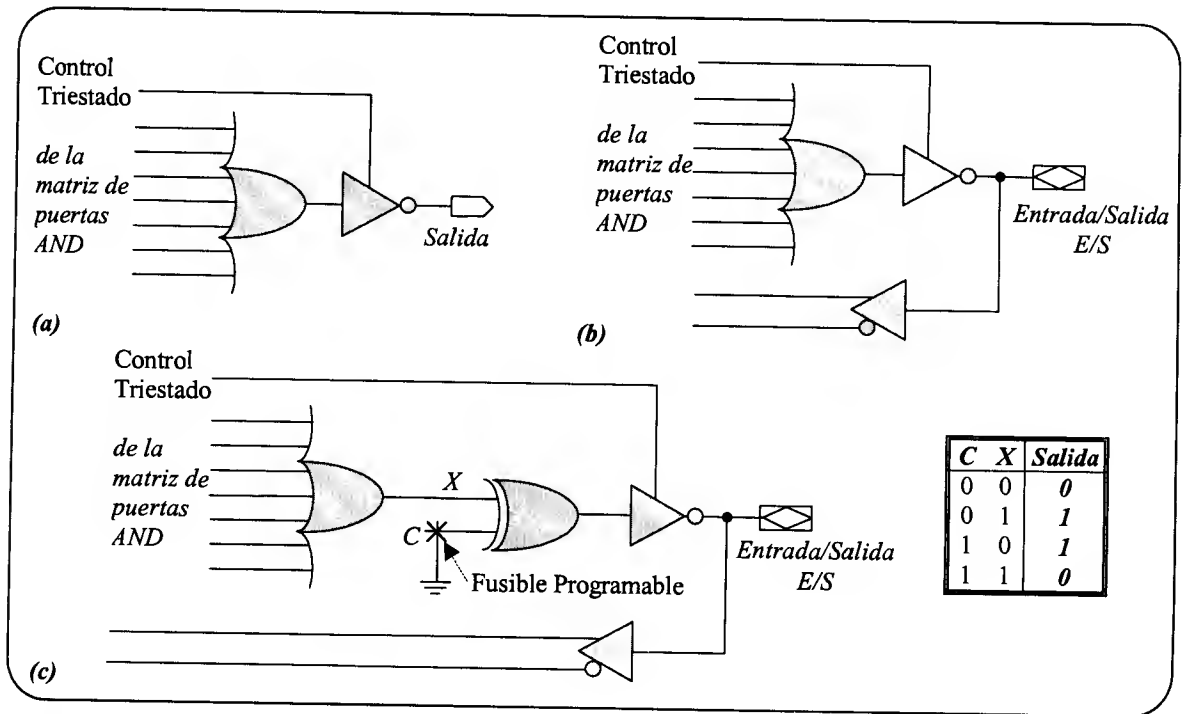 Control
Triestado
de la
matriz de
puertas
AND
Salida
(a)
Control
Triestado
de la
matriz de
puertas
AND
Entrada/Salida
E/S
(b)
Control
Triestado
de la
matriz de
puertas
AND
X
C
Fusible Programable
Entrada/Salida
E/S
(c)
C X Salida
0 0 0
0 1 1
1 0 1
1 1 0